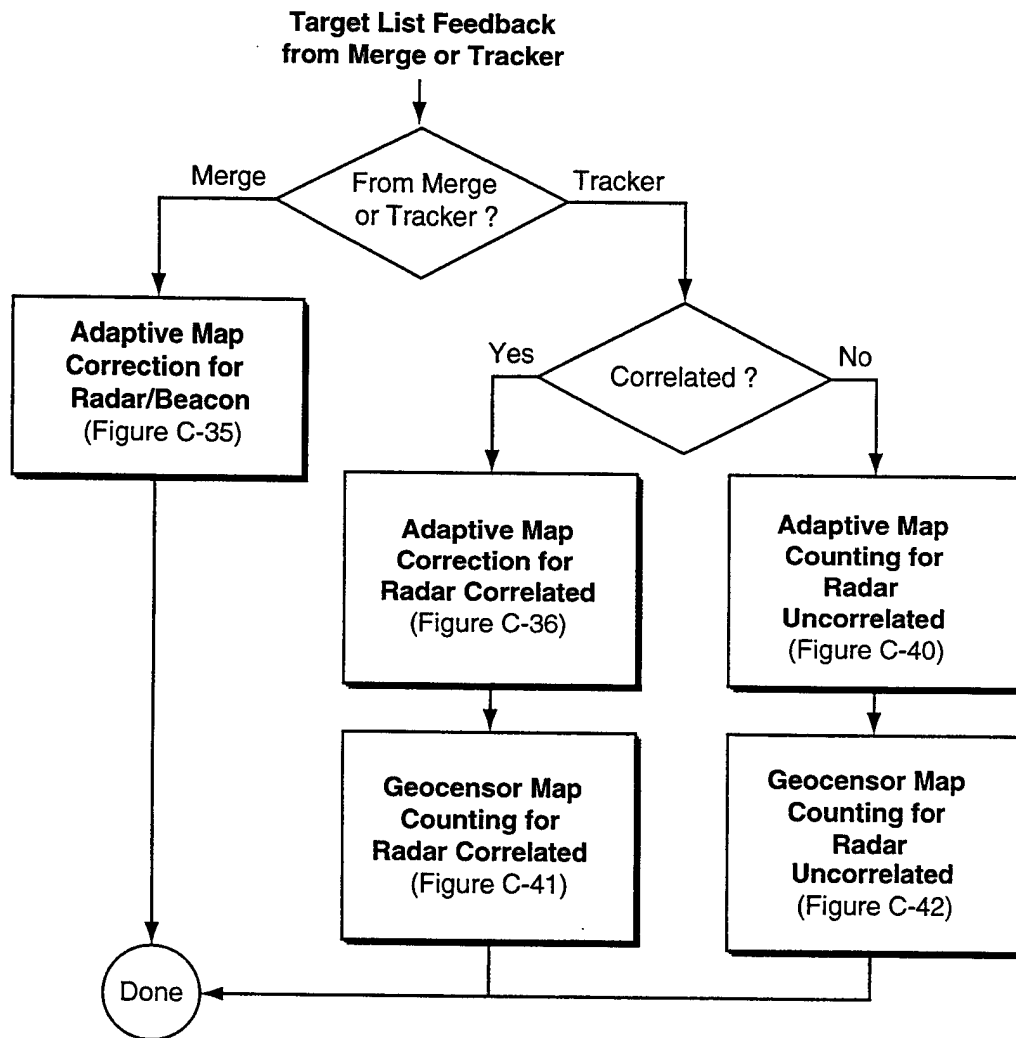 Target List Feedback
from Merge or Tracker
Merge
From Merge
or Tracker ?
Tracker
Adaptive Map
Correction for
Radar/Beacon
(Figure C-35)
Yes
Correlated ?
No
Adaptive Map
Correction for
Radar Correlated
(Figure C-36)
Adaptive Map
Counting for
Radar
Uncorrelated
(Figure C-40)
Geocensor Map
Counting for
Radar Correlated
(Figure C-41)
Geocensor Map
Counting for
Radar
Uncorrelated
(Figure C-42)
Done